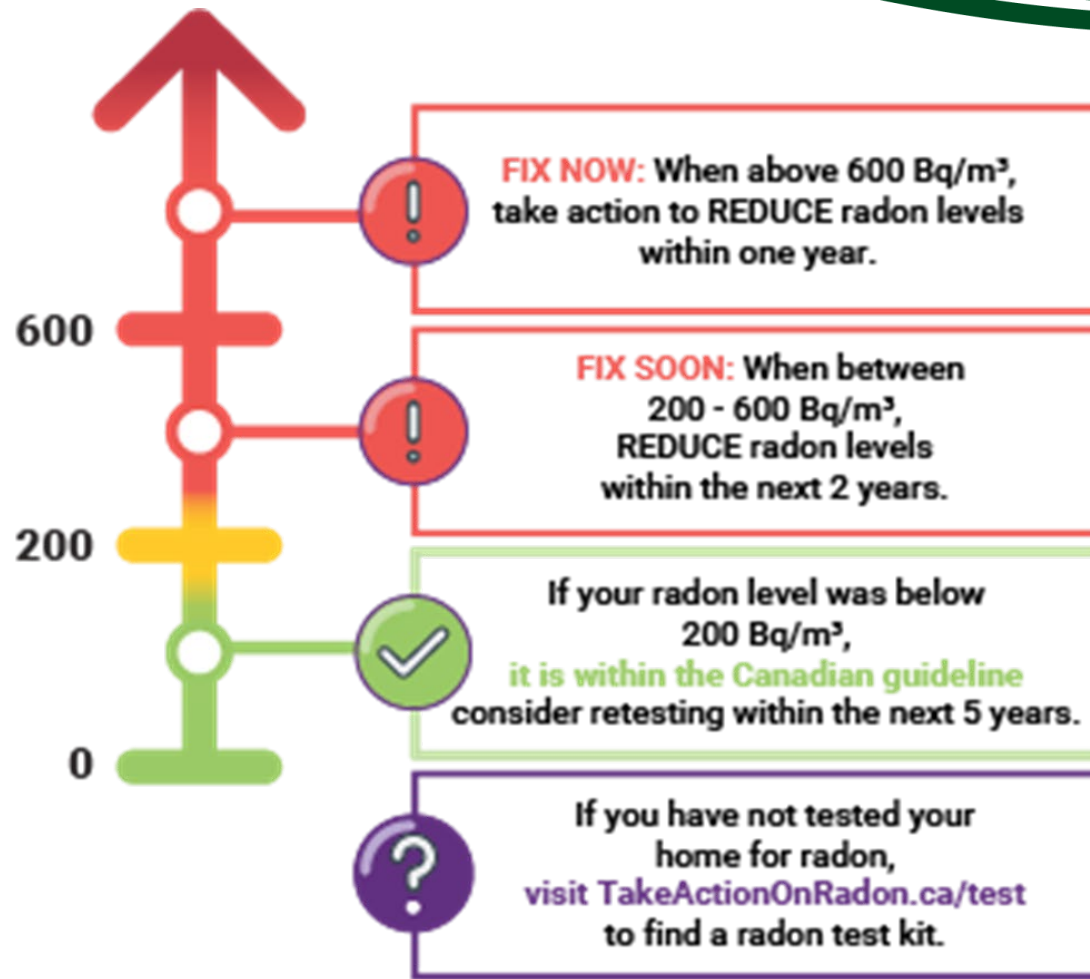 FIX NOW: When above 600 Bq/m³,
take action to REDUCE radon levels
within one year.
600
FIX SOON: When between
200 - 600 Bq/m³,
REDUCE radon levels
within the next 2 years.
200
If your radon level was below
200 Bq/m³,
it is within the Canadian guideline
consider retesting within the next 5 years.
0
If you have not tested your
home for radon,
visit TakeActionOnRadon.ca/test
to find a radon test kit.